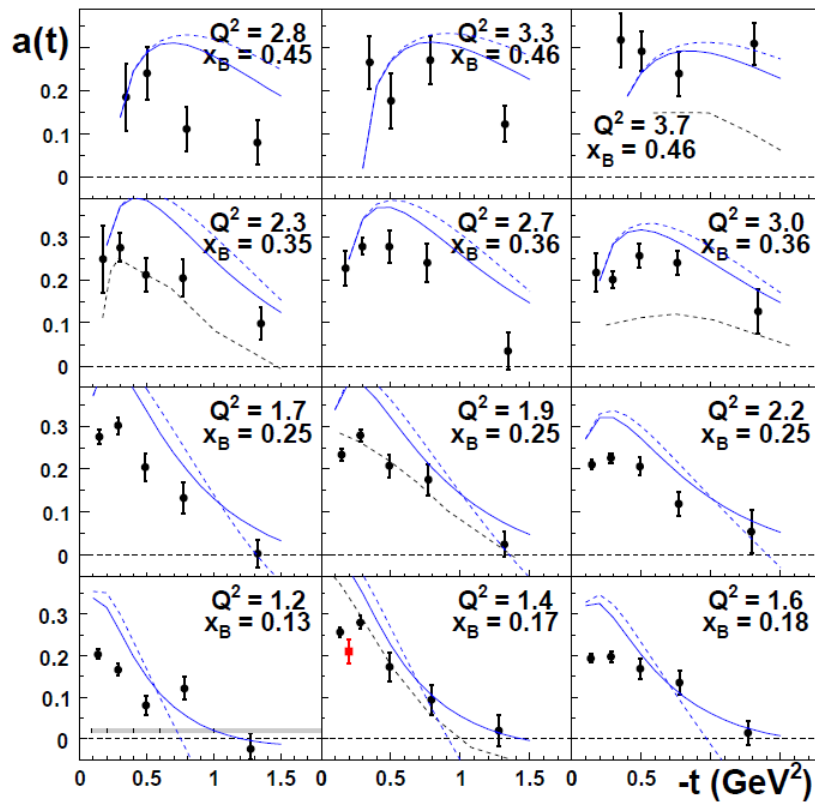 a(t)
Q² = 2.8
x_B = 0.45
Q² = 3.3
x_B = 0.46
Q² = 3.7
x_B = 0.46
0.3
0.2
0.1
0
Q² = 2.3
x_B = 0.35
Q² = 2.7
x_B = 0.36
Q² = 3.0
x_B = 0.36
0.3
0.2
0.1
0
Q² = 1.7
x_B = 0.25
Q² = 1.9
x_B = 0.25
Q² = 2.2
x_B = 0.25
0.3
0.2
0.1
0
Q² = 1.2
x_B = 0.13
Q² = 1.4
x_B = 0.17
Q² = 1.6
x_B = 0.18
0.3
0.2
0.1
0
0 0.5 1 1.5 0.5 1 1.5 0.5
-t (GeV²)